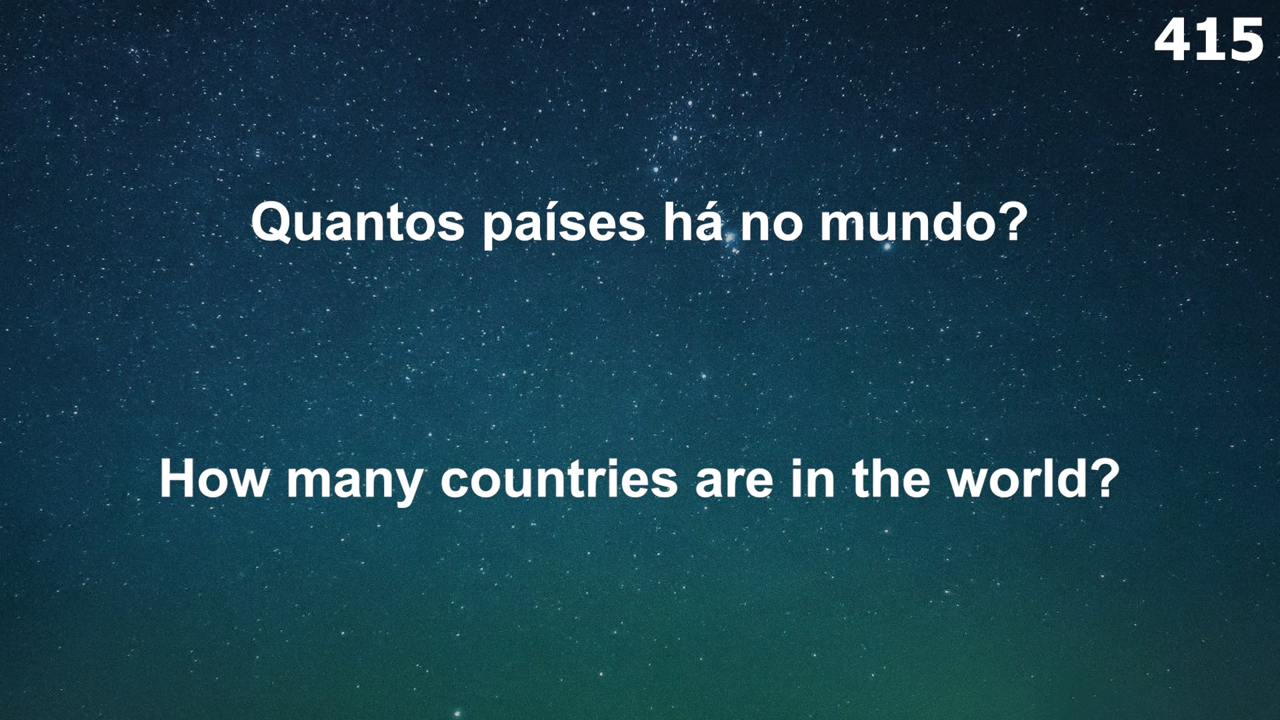 415
Quantos países há no mundo?
How many countries are in the world?